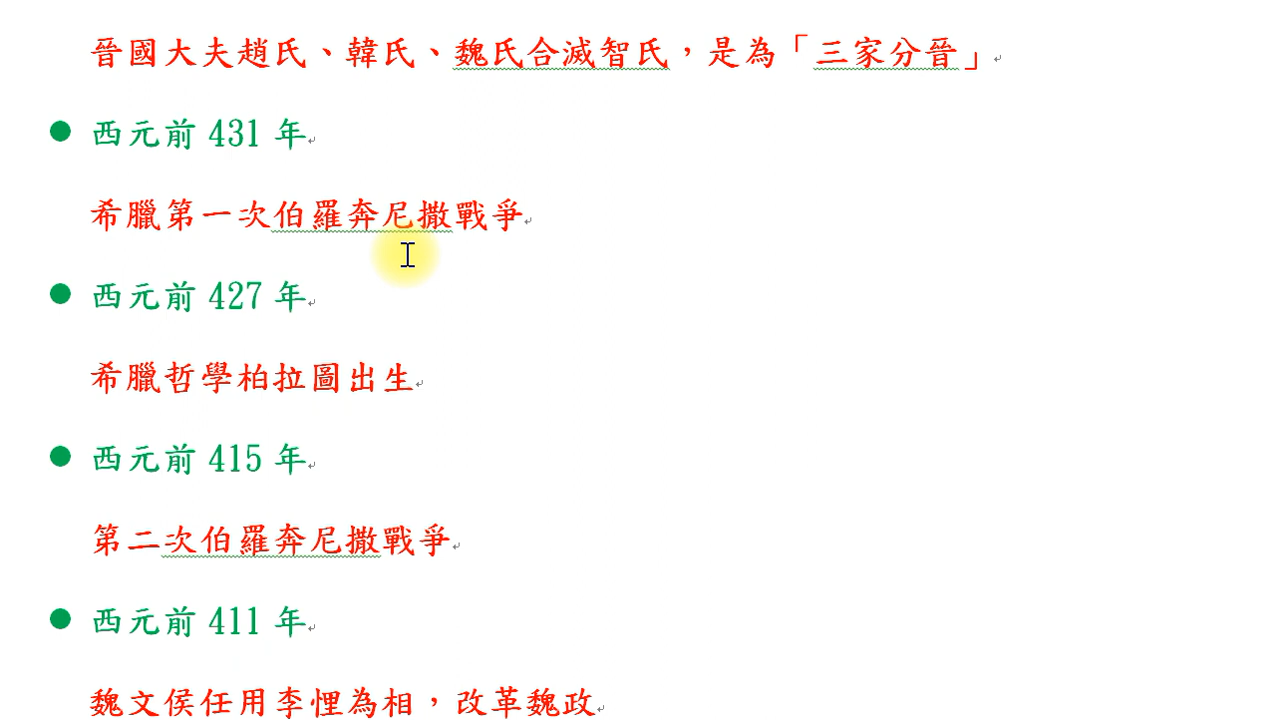 晉國大夫趙氏、韓氏、魏氏合滅智氏，是為「三家分晉」
● 西元前 431 年
希臘第一次伯羅奔尼撒戰爭
● 西元前 427 年
希臘哲學柏拉圖出生
● 西元前 415 年
第二次伯羅奔尼撒戰爭
● 西元前 411 年
魏文侯任用李悝為相，改革魏政